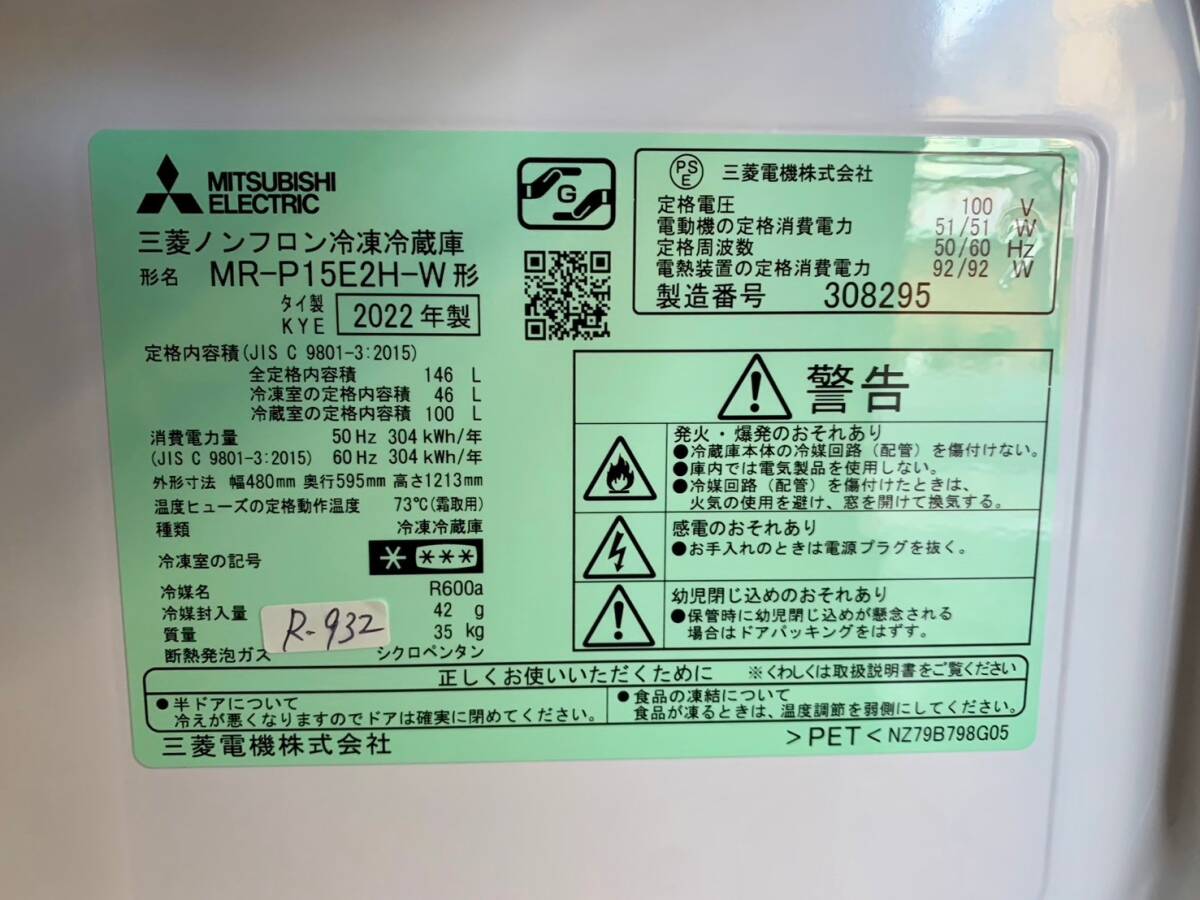 MITSUBISHI
ELECTRIC
三菱ノンフロン冷凍冷蔵庫
形名 MR-P15E2H-W形
タイ製
KYE 2022年製
定格内容積(JIS C 9801-3:2015)
全定格内容積 146 L
冷凍室の定格内容積 46 L
冷蔵室の定格内容積 100 L
消費電力量 50 Hz 304 kWh/年
(JIS C 9801-3:2015) 60 Hz 304 kWh/年
外形寸法 幅480mm 奥行595mm 高さ1213mm
温度ヒューズの定格動作温度 73℃(霜取用)
種類 冷凍冷蔵庫
冷凍室の記号 * ***
冷媒名 R600a
冷媒封入量 42 g
質量 35 kg
断熱発泡ガス シクロペンタン
R-932
G
PS
E
三菱電機株式会社
定格電圧 100 V
電動機の定格消費電力 51/51 W
定格周波数 50/60 Hz
電熱装置の定格消費電力 92/92 W
製造番号 308295
警告
発火・爆発のおそれあり
●冷蔵庫本体の冷媒回路(配管)を傷付けない。
●庫内では電気製品を使用しない。
●冷媒回路(配管)を傷付けたときは、
火気の使用を避け、窓を開けて換気する。
感電のおそれあり
●お手入れのときは電源プラグを抜く。
幼児閉じ込めのおそれあり
●保管時に幼児閉じ込めが懸念される
場合はドアパッキングをはずす。
正しくお使いいただくために ※くわしくは取扱説明書をご覧ください
●半ドアについて
冷えが悪くなりますのでドアは確実に閉めてください。
●食品の凍結について
食品が凍るときは、温度調節を弱側にしてください。
三菱電機株式会社
>PET< NZ79B798G05